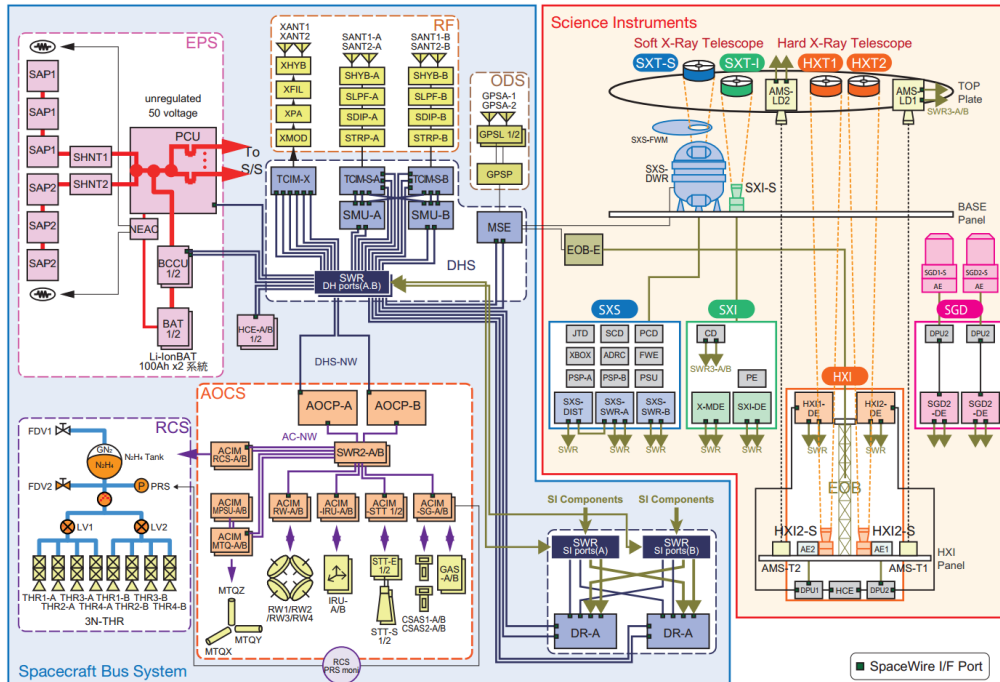 EPS
SAP1
SAP1
SAP1
SAP2
SAP2
SAP2
SHNT1
SHNT2
unregulated
50 voltage
PCU
To
S/S
NEAC
BCCU
1/2
BAT
1/2
Li-IonBAT
100Ah x2 系統
RF
XANT1
XANT2
XHYB
XFIL
XPA
XMOD
SANT1-A
SANT2-A
SHYB-A
SLPF-A
SDIP-A
STRP-A
SANT1-B
SANT2-B
SHYB-B
SLPF-B
SDIP-B
STRP-B
ODS
GPSA-1
GPSA-2
GPSL 1/2
GPSP
TCIM-X
TCIM-S-A
TCIM-S-B
SMU-A
SMU-B
MSE
DHS
SWR
DH ports(A.B)
HCE-A/B
1/2
DHS-NW
AOCS
AOCP-A
AOCP-B
AC-NW
SWR2-A/B
ACIM
RCS-A/B
ACIM
MPSU-A/B
ACIM
MTQ-A/B
ACIM
RW-A/B
ACIM
-IRU-A/B
ACIM
-STT 1/2
ACIM
-SG-A/B
MTQZ
MTQY
MTQX
RW1/RW2
/RW3/RW4
IRU-
A/B
STT-E
1/2
STT-S
1/2
CSAS1-A/B
CSAS2-A/B
GAS
-A/B
RCS
PRS moni
RCS
FDV1
GN2
N2H4
N2H4 Tank
FDV2
P
PRS
LV1
LV2
THR1-A
THR3-A
THR1-B
THR3-B
THR2-A
THR4-A
THR2-B
THR4-B
3N-THR
Spacecraft Bus System
SI Components
SI Components
SWR
SI ports(A)
SWR
SI ports(B)
DR-A
DR-A
Science Instruments
Soft X-Ray Telescope
Hard X-Ray Telescope
SXT-S
SXT-I
HXT1
HXT2
AMS-
LD2
AMS-
LD1
TOP
Plate
SWR3-A/B
SXS-FWM
SXS-
DWR
SXI-S
BASE
Panel
EOB-E
SXS
JTD
SCD
PCD
XBOX
ADRC
FWE
PSP-A
PSP-B
PSU
SXS-
DIST
SXS-
SWR-A
SXS-
SWR-B
SWR
SWR
SWR
SXI
CD
SWR3-A/B
PE
X-MDE
SXI-DE
SWR
SWR
HXI
HXI1-
DE
HXI2-
DE
SWR
SWR
EOB
HXI2-S
HXI2-S
AE2
AE1
AMS-T2
AMS-T1
HXI
Panel
DPU1
HCE
DPU2
SGD1-S
AE
SGD2-S
AE
SGD
DPU2
DPU2
SGD2
-DE
SGD2
-DE
SWR
SWR
SpaceWire I/F Port